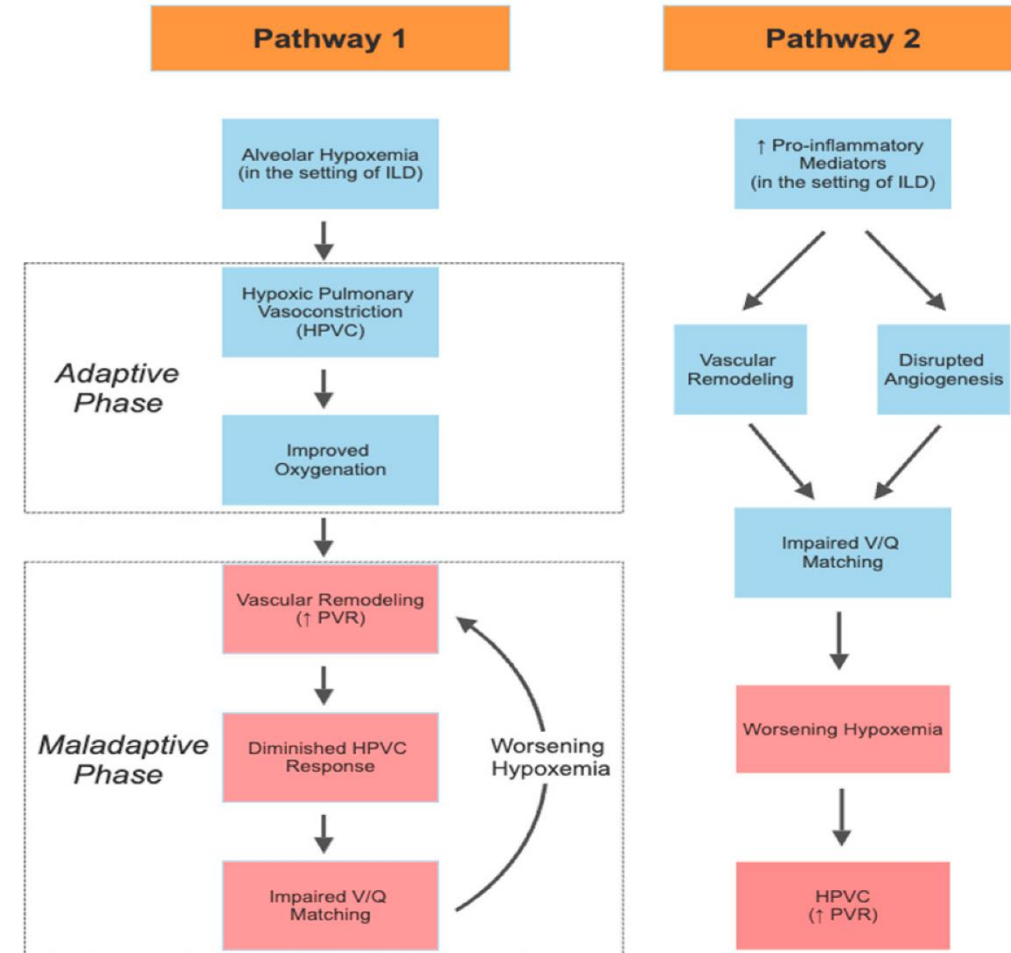 Pathway 1
Alveolar Hypoxemia
(in the setting of ILD)
Adaptive
Phase
Hypoxic Pulmonary
Vasoconstriction
(HPVC)
Improved
Oxygenation
Maladaptive
Phase
Vascular Remodeling
(↑ PVR)
Diminished HPVC
Response
Impaired V/Q
Matching
Worsening
Hypoxemia
Pathway 2
↑ Pro-inflammatory
Mediators
(in the setting of ILD)
Vascular
Remodeling
Disrupted
Angiogenesis
Impaired V/Q
Matching
Worsening Hypoxemia
HPVC
(↑ PVR)